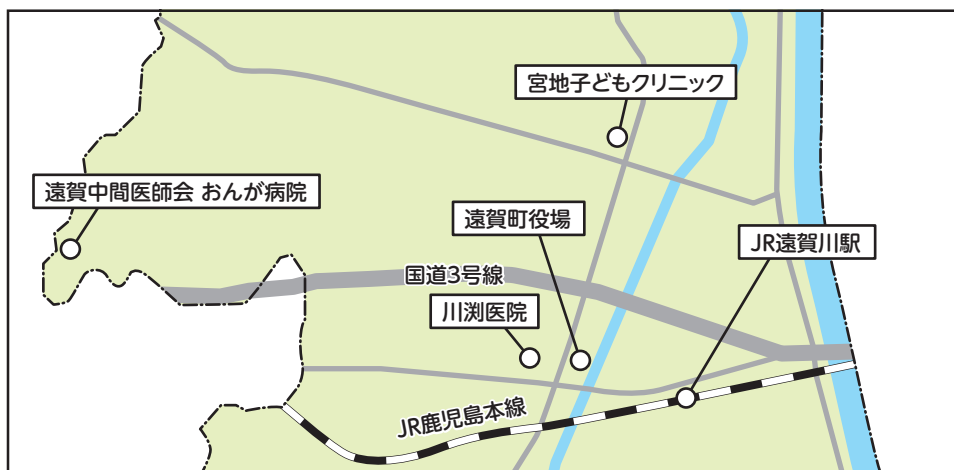 宮地子どもクリニック
遠賀中間医師会 おんが病院
遠賀町役場
JR遠賀川駅
国道3号線
川渕医院
JR鹿児島本線